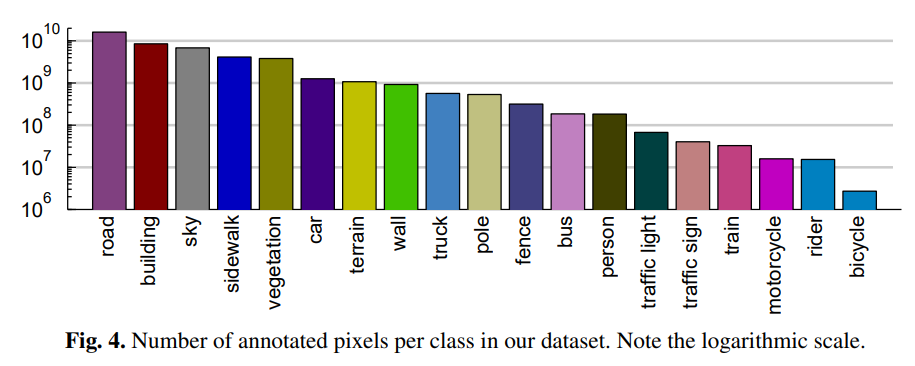 10^10
10^9
10^8
10^7
10^6
road
building
sky
sidewalk
vegetation
car
terrain
wall
truck
pole
fence
bus
person
traffic light
traffic sign
train
motorcycle
rider
bicycle
Fig. 4. Number of annotated pixels per class in our dataset. Note the logarithmic scale.